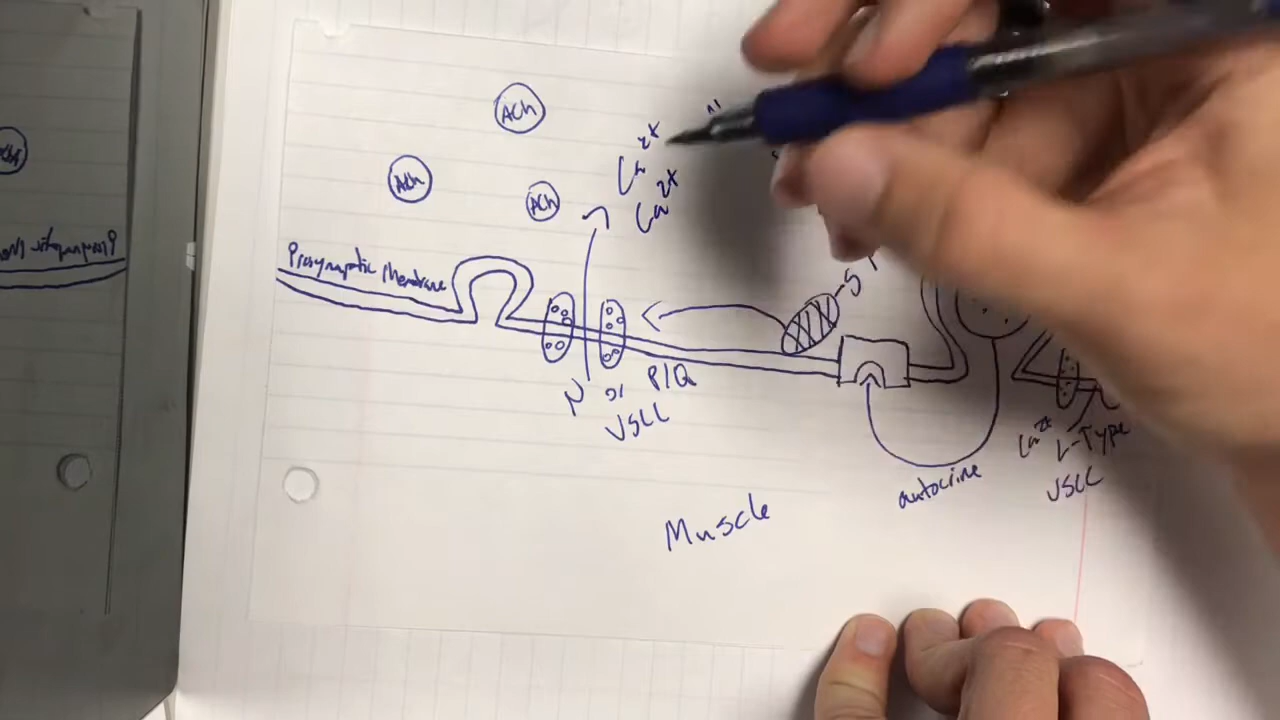 ACh
Ca2+
ACh
Ca2+
ACh
Presynaptic Membrane
S
N or P/Q
VSCC
Ca2+ L-Type
VSCC
autocrine
Muscle